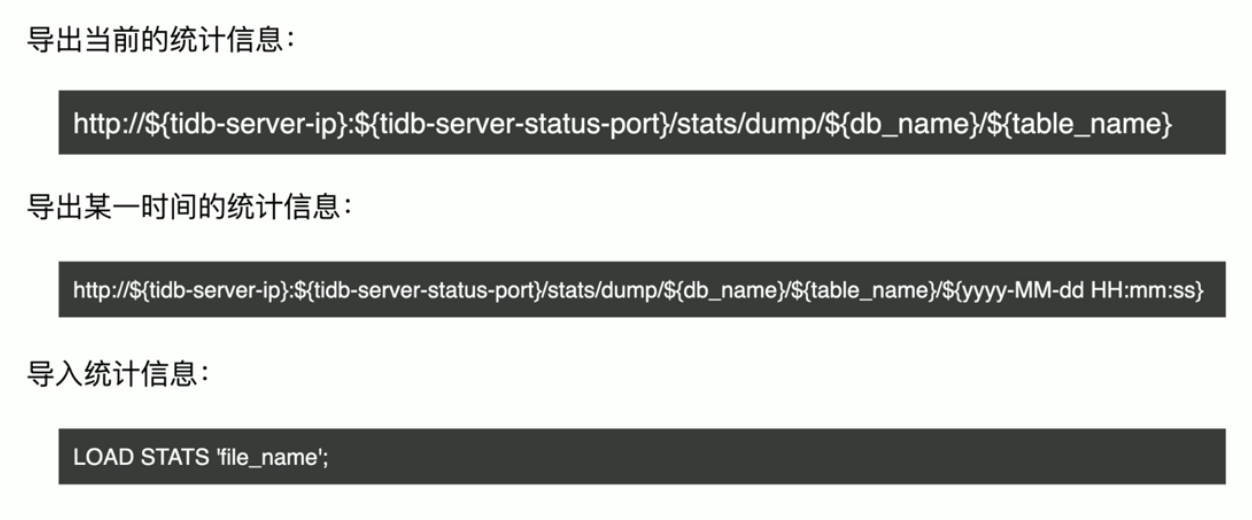 导出当前的统计信息：
http://${tidb-server-ip}:${tidb-server-status-port}/stats/dump/${db_name}/${table_name}
导出某一时间的统计信息：
http://${tidb-server-ip}:${tidb-server-status-port}/stats/dump/${db_name}/${table_name}/${yyyy-MM-dd HH:mm:ss}
导入统计信息：
LOAD STATS 'file_name';